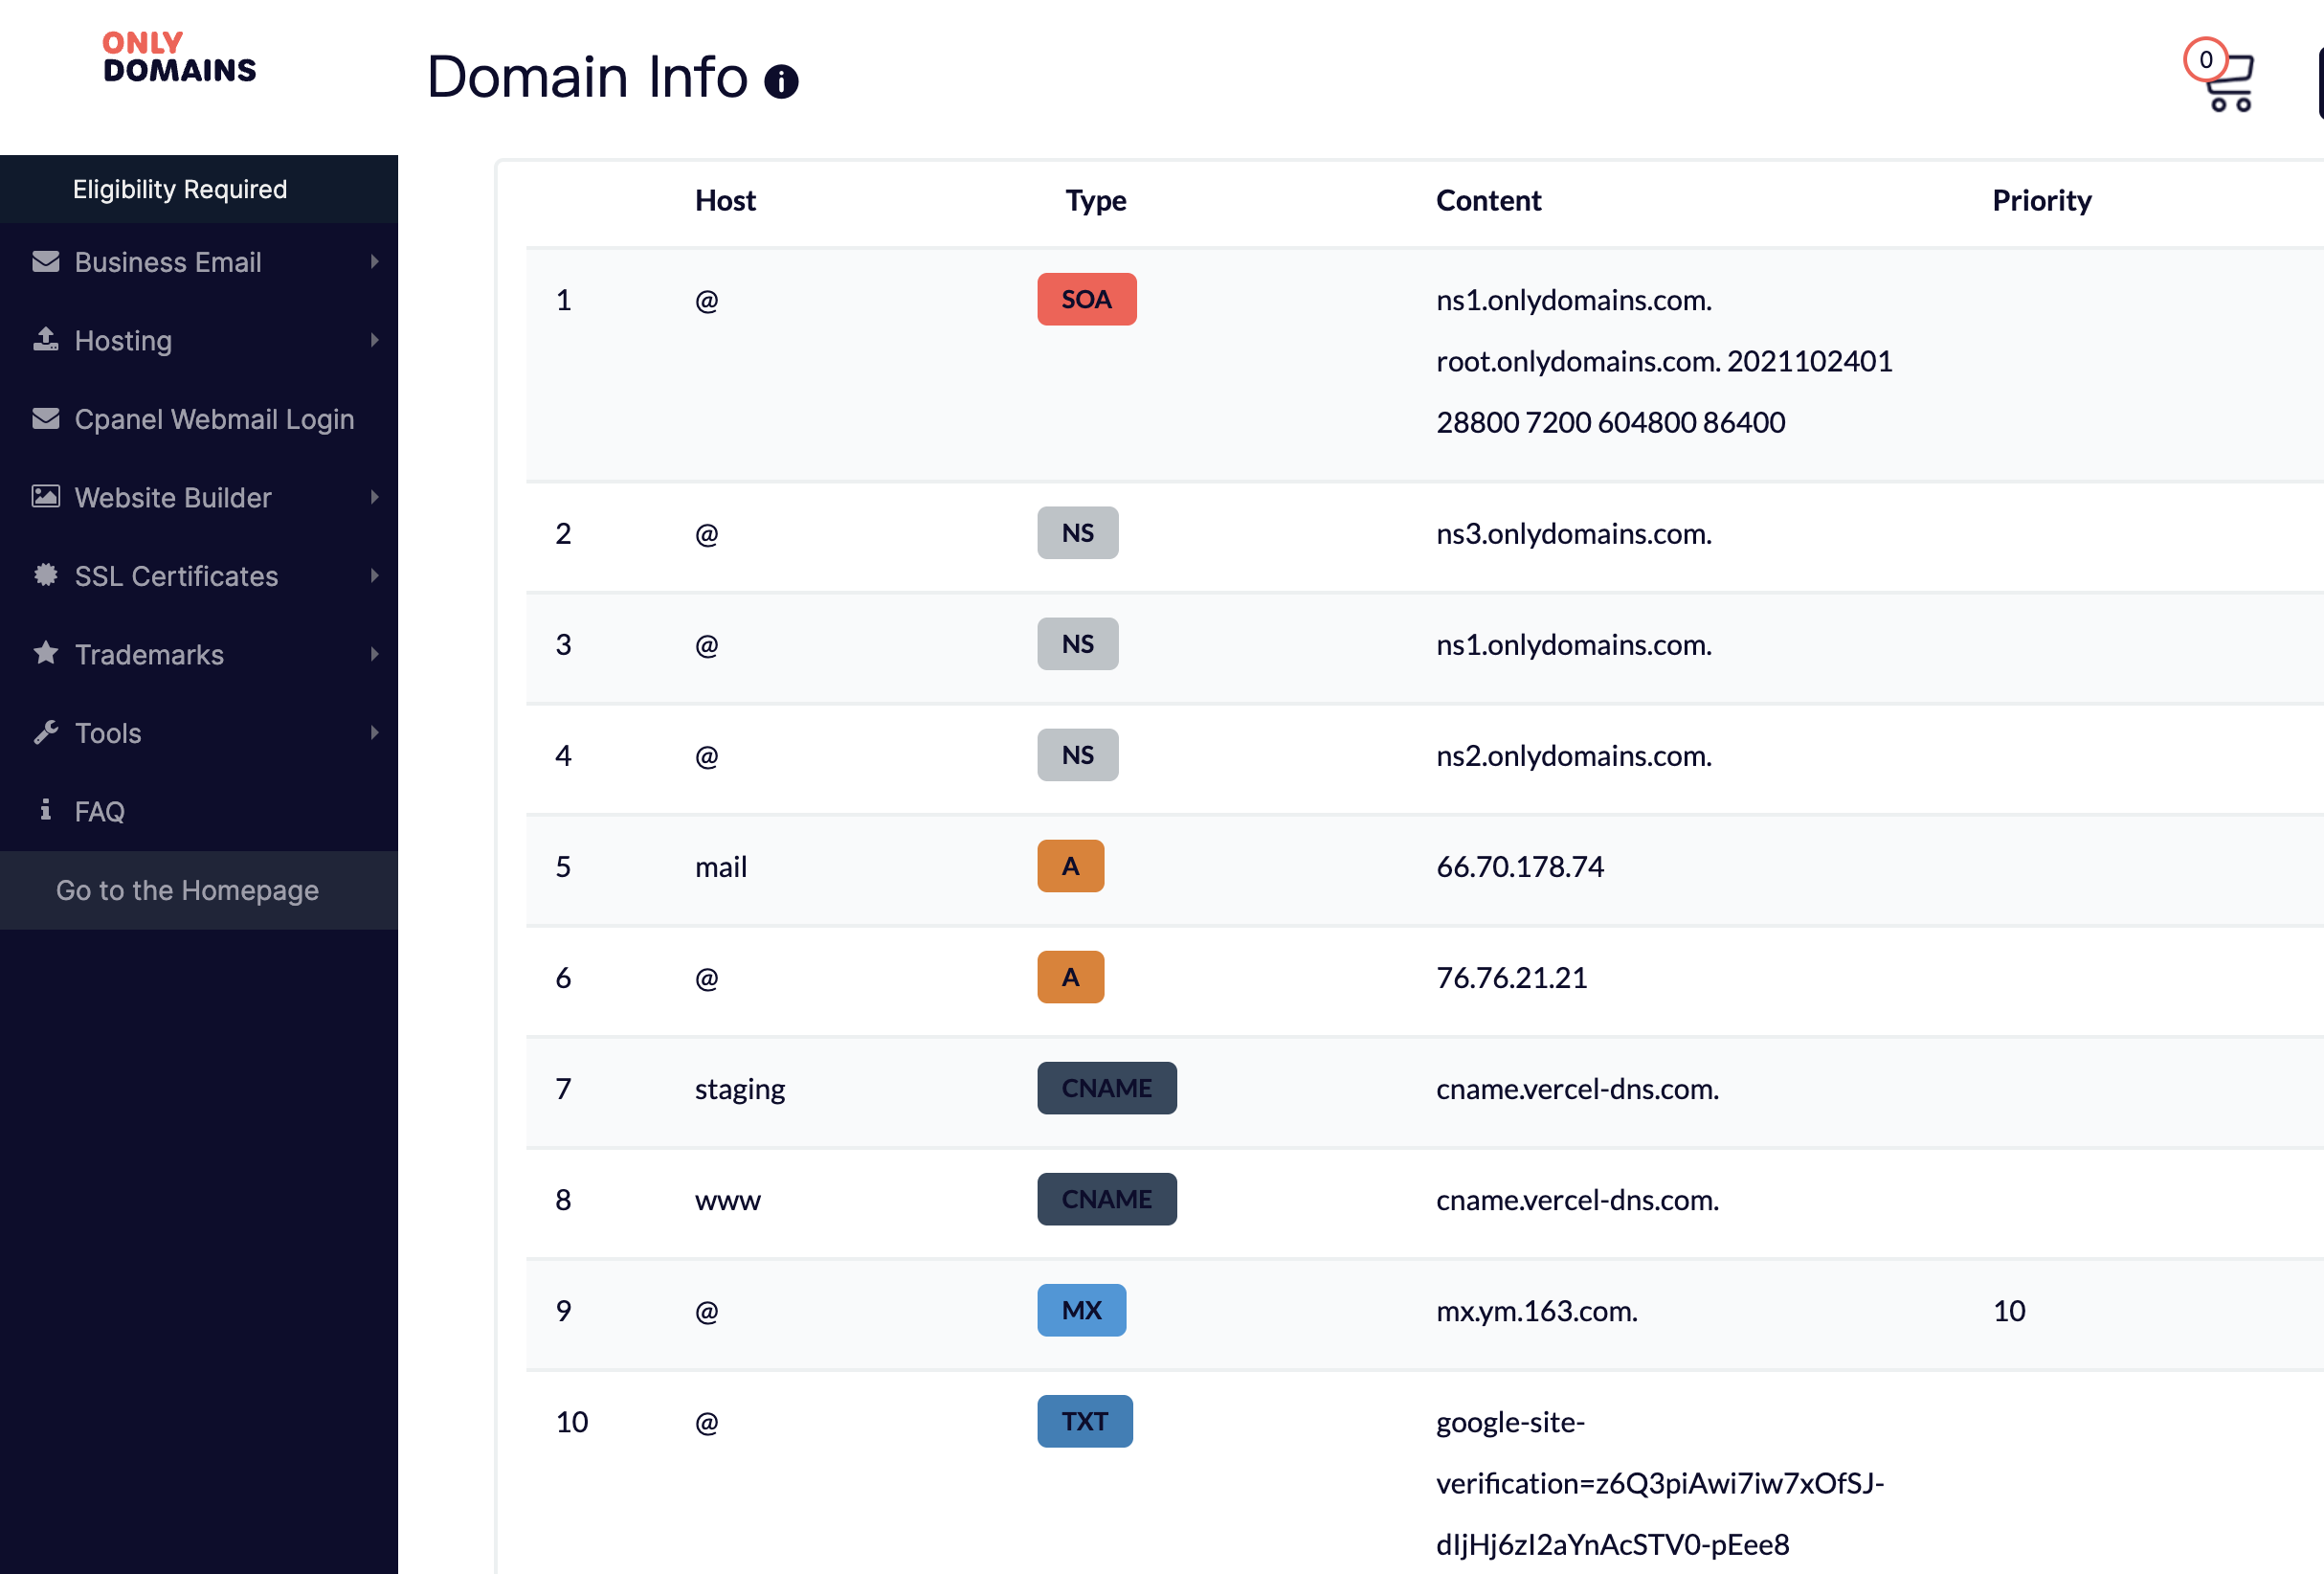 ONLY
DOMAINS
Domain Info
0
Eligibility Required
Business Email
Hosting
Cpanel Webmail Login
Website Builder
SSL Certificates
Trademarks
Tools
FAQ
Go to the Homepage
Host Type Content Priority
1 @ SOA ns1.onlydomains.com.
root.onlydomains.com. 2021102401
28800 7200 604800 86400
2 @ NS ns3.onlydomains.com.
3 @ NS ns1.onlydomains.com.
4 @ NS ns2.onlydomains.com.
5 mail A 66.70.178.74
6 @ A 76.76.21.21
7 staging CNAME cname.vercel-dns.com.
8 www CNAME cname.vercel-dns.com.
9 @ MX mx.ym.163.com. 10
10 @ TXT google-site-
verification=z6Q3piAwi7iw7xOfSJ-
dIjHj6zI2aYnAcSTV0-pEee8